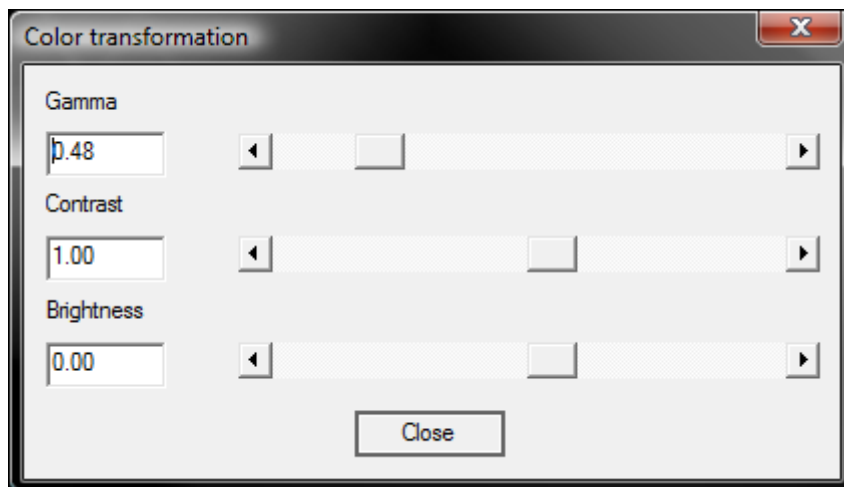 Color transformation
Gamma
0.48
Contrast
1.00
Brightness
0.00
Close